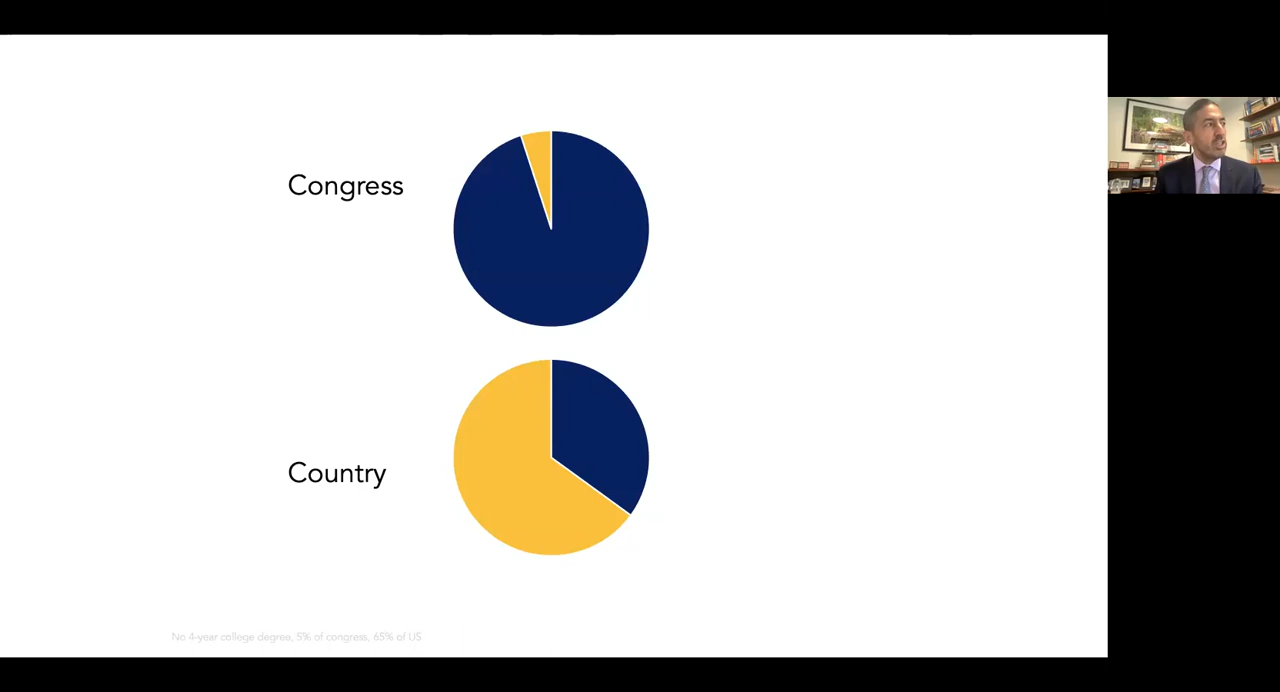 Congress
Country
No 4-year college degree, 5% of congress, 65% of US